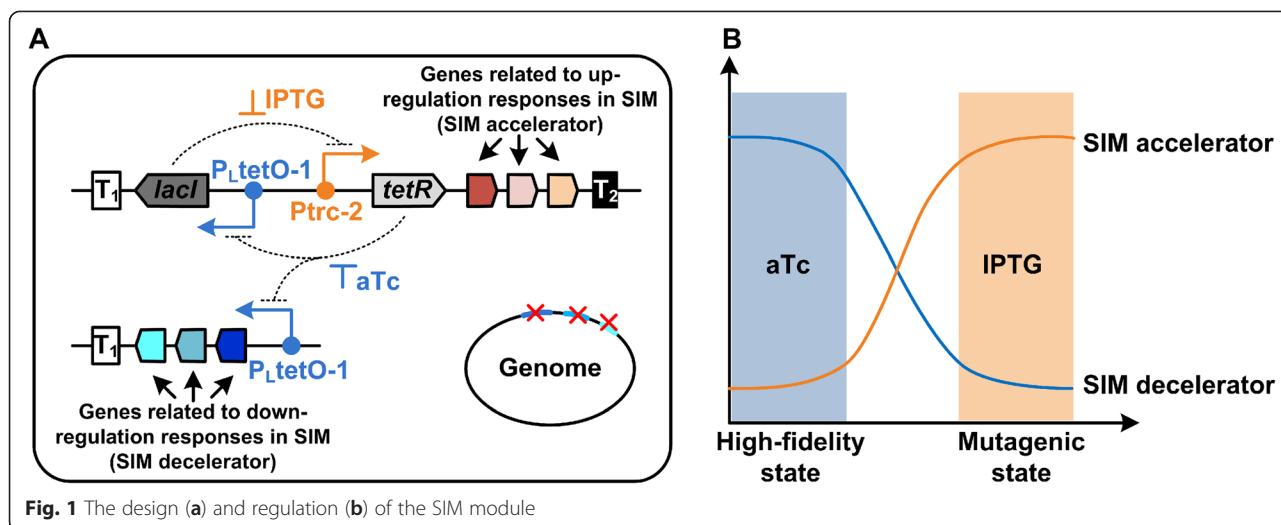 A
Genes related to up-
regulation responses in SIM
(SIM accelerator)
IPTG
T1
lacI
PLtetO-1
Ptrc-2
tetR
T2
aTc
T1
PLtetO-1
Genes related to down-
regulation responses in SIM
(SIM decelerator)
Genome
B
SIM accelerator
aTc
IPTG
SIM decelerator
High-fidelity
state
Mutagenic
state
Fig. 1 The design (a) and regulation (b) of the SIM module